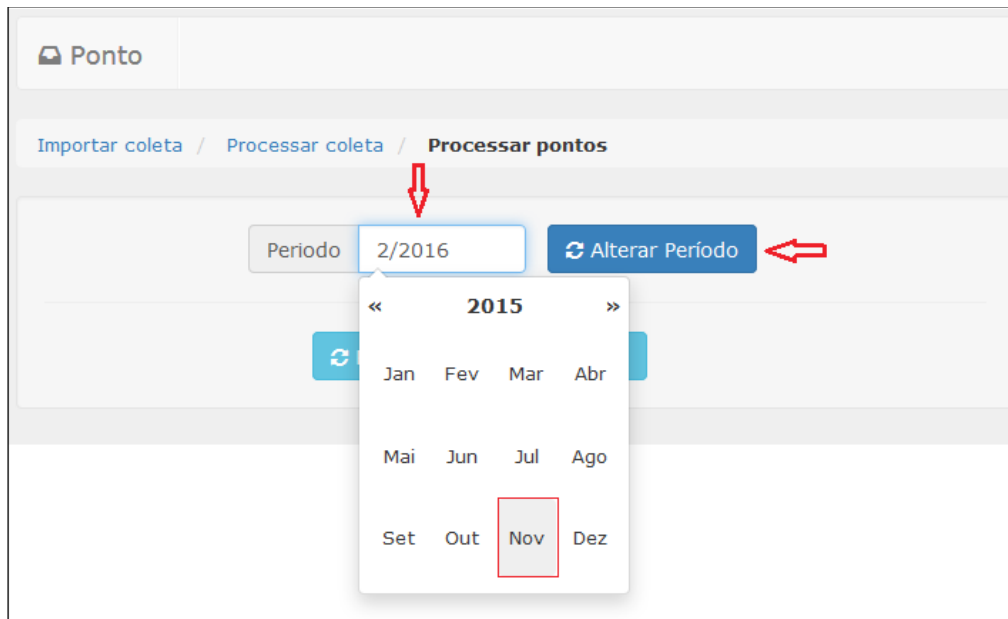 Ponto
Importar coleta / Processar coleta / Processar pontos
Periodo 2/2016 Alterar Período
« 2015 »
Jan Fev Mar Abr
Mai Jun Jul Ago
Set Out Nov Dez